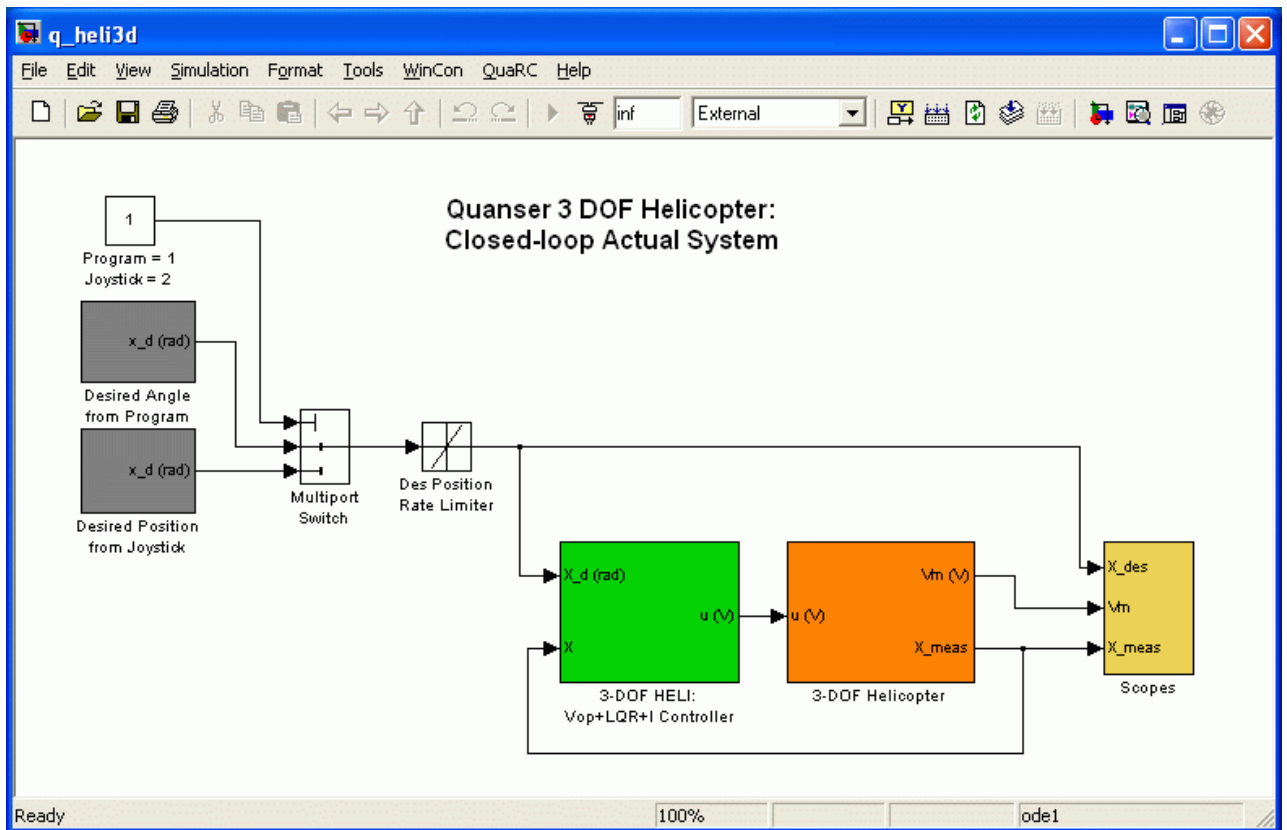 q_heli3d
File Edit View Simulation Format Tools WinCon QuaRC Help
inf External
Quanser 3 DOF Helicopter:
Closed-loop Actual System
1
Program = 1
Joystick = 2
x_d (rad)
Desired Angle
from Program
x_d (rad)
Desired Position
from Joystick
Multiport
Switch
Des Position
Rate Limiter
X_d (rad)
X
u (V)
3-DOF HELI:
Vop+LQR+I Controller
u (V)
Vm (V)
X_meas
3-DOF Helicopter
X_des
Vm
X_meas
Scopes
Ready 100% ode1